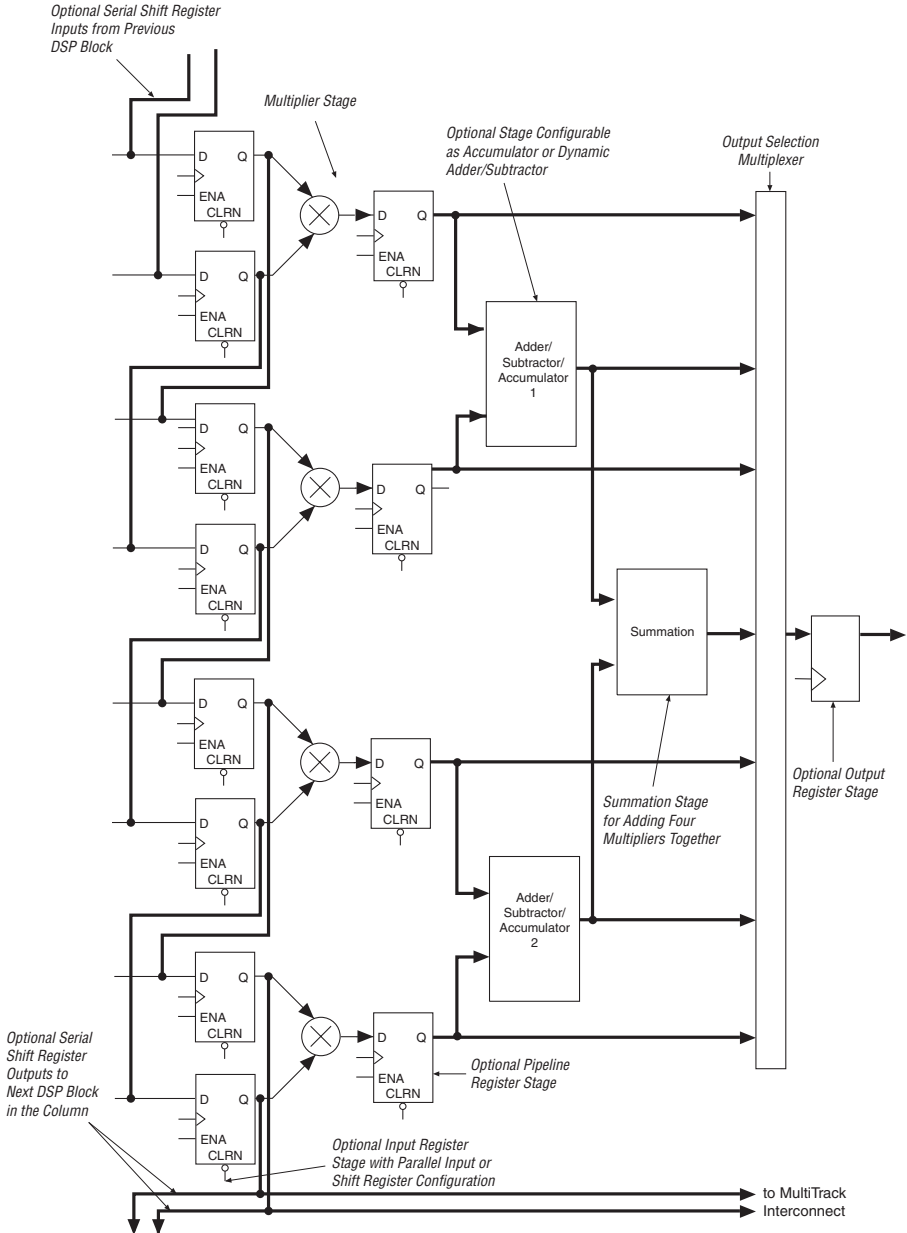 Optional Serial Shift Register
Inputs from Previous
DSP Block
Multiplier Stage
Optional Stage Configurable
as Accumulator or Dynamic
Adder/Subtractor
Output Selection
Multiplexer
D Q
ENA
CLRN
D Q
ENA
CLRN
D Q
ENA
CLRN
Adder/
Subtractor/
Accumulator
1
D Q
ENA
CLRN
D Q
ENA
CLRN
D Q
ENA
CLRN
Summation
D Q
ENA
CLRN
D Q
ENA
CLRN
D Q
ENA
CLRN
Summation Stage
for Adding Four
Multipliers Together
Optional Output
Register Stage
Adder/
Subtractor/
Accumulator
2
D Q
ENA
CLRN
D Q
ENA
CLRN
D Q
ENA
CLRN
Optional Serial
Shift Register
Outputs to
Next DSP Block
in the Column
Optional Pipeline
Register Stage
Optional Input Register
Stage with Parallel Input or
Shift Register Configuration
to MultiTrack
Interconnect